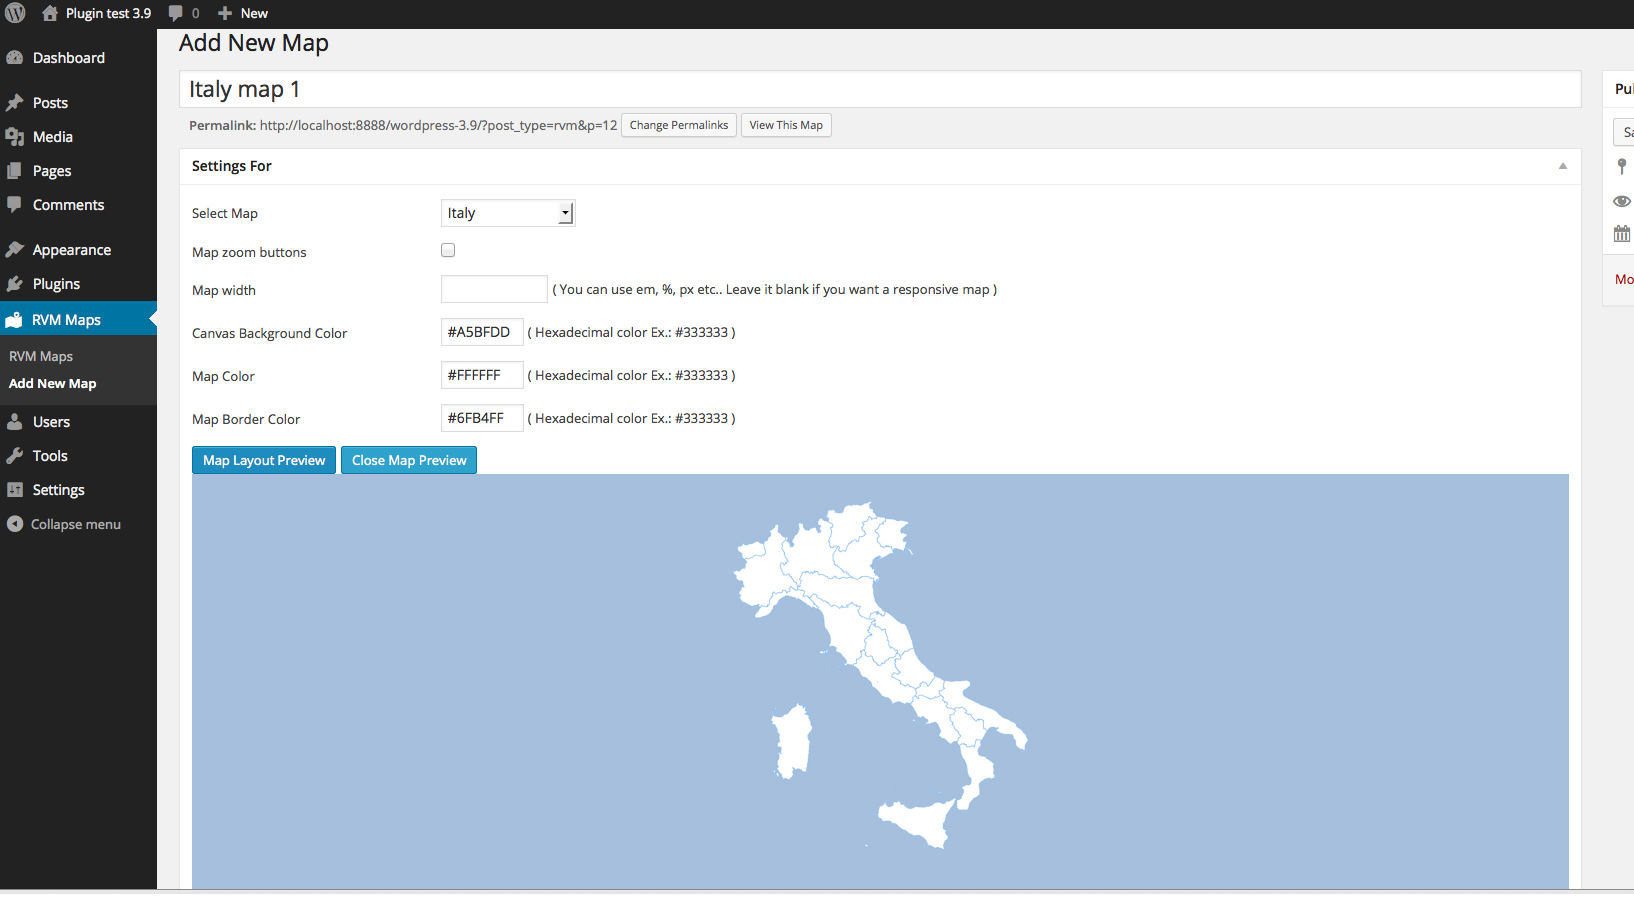 Plugin test 3.9 0 New
Dashboard
Posts
Media
Pages
Comments
Appearance
Plugins
RVM Maps
RVM Maps
Add New Map
Users
Tools
Settings
Collapse menu
Add New Map
Italy map 1
Permalink: http://localhost:8888/wordpress-3.9/?post_type=rvm&p=12 Change Permalinks View This Map
Settings For
Select Map Italy
Map zoom buttons
Map width ( You can use em, %, px etc.. Leave it blank if you want a responsive map )
Canvas Background Color #A5BFDD ( Hexadecimal color Ex.: #333333 )
Map Color #FFFFFF ( Hexadecimal color Ex.: #333333 )
Map Border Color #6FB4FF ( Hexadecimal color Ex.: #333333 )
Map Layout Preview Close Map Preview